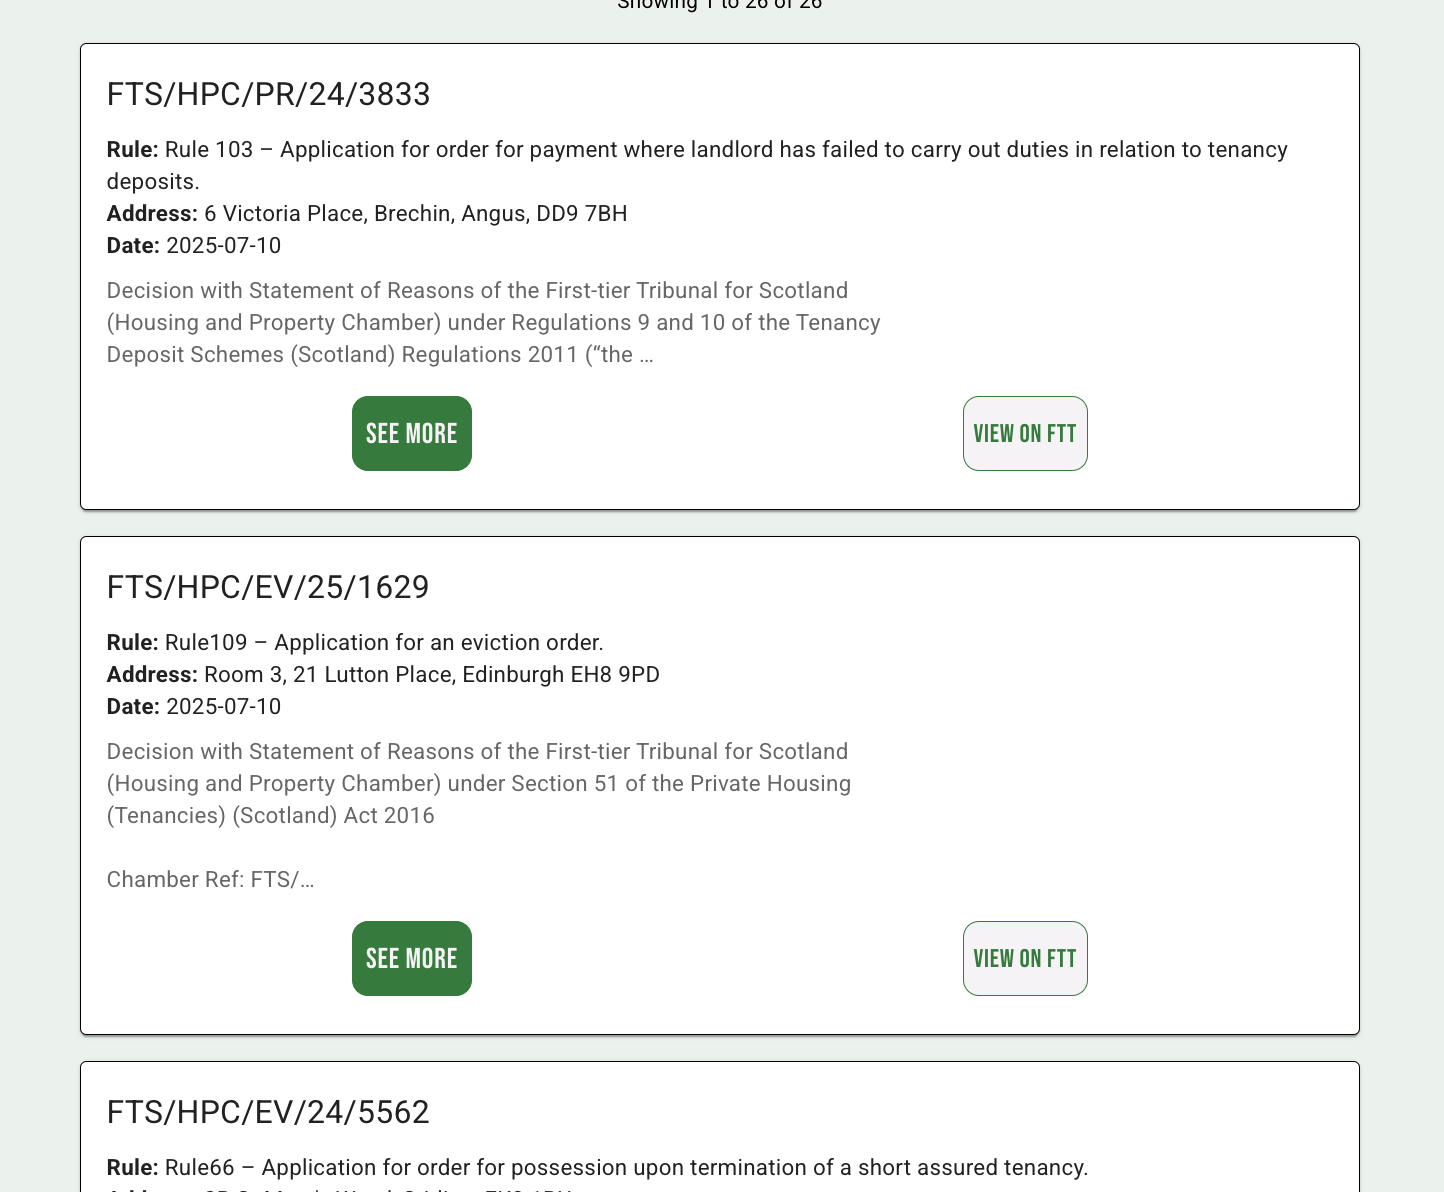 Showing 1 to 26 of 26
FTS/HPC/PR/24/3833
Rule: Rule 103 – Application for order for payment where landlord has failed to carry out duties in relation to tenancy
deposits.
Address: 6 Victoria Place, Brechin, Angus, DD9 7BH
Date: 2025-07-10
Decision with Statement of Reasons of the First-tier Tribunal for Scotland
(Housing and Property Chamber) under Regulations 9 and 10 of the Tenancy
Deposit Schemes (Scotland) Regulations 2011 (“the …
SEE MORE
VIEW ON FTT
FTS/HPC/EV/25/1629
Rule: Rule109 – Application for an eviction order.
Address: Room 3, 21 Lutton Place, Edinburgh EH8 9PD
Date: 2025-07-10
Decision with Statement of Reasons of the First-tier Tribunal for Scotland
(Housing and Property Chamber) under Section 51 of the Private Housing
(Tenancies) (Scotland) Act 2016
Chamber Ref: FTS/…
SEE MORE
VIEW ON FTT
FTS/HPC/EV/24/5562
Rule: Rule66 – Application for order for possession upon termination of a short assured tenancy.